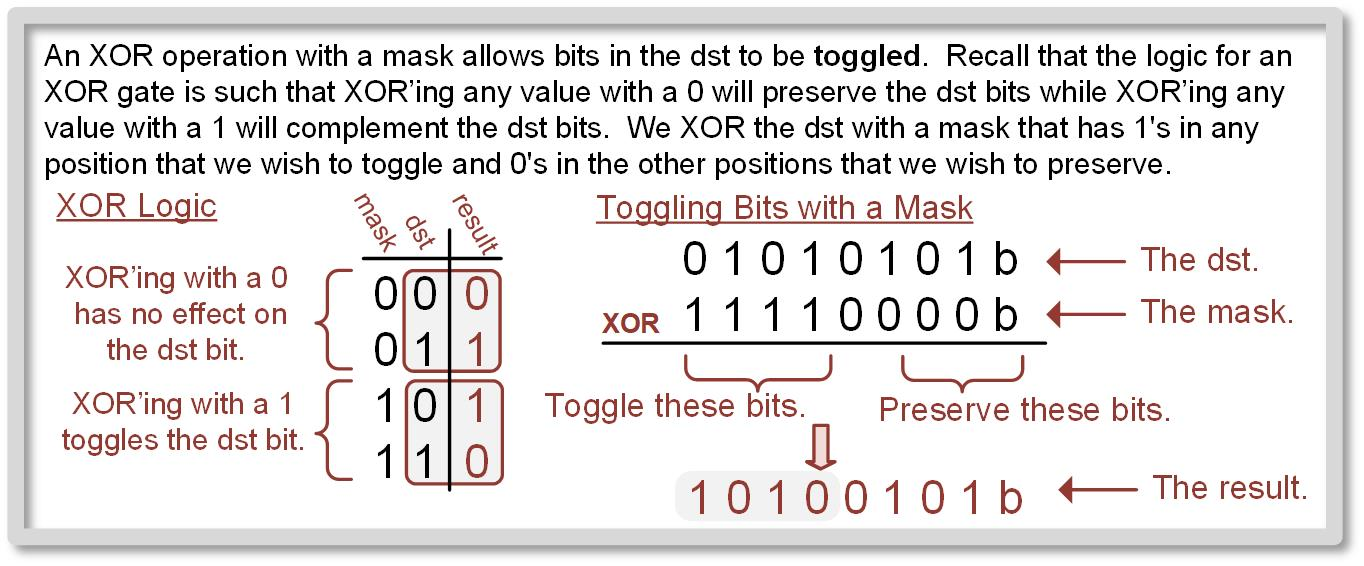 An XOR operation with a mask allows bits in the dst to be toggled. Recall that the logic for an
XOR gate is such that XOR'ing any value with a 0 will preserve the dst bits while XOR'ing any
value with a 1 will complement the dst bits. We XOR the dst with a mask that has 1's in any
position that we wish to toggle and 0's in the other positions that we wish to preserve.
XOR Logic
mask dst result
XOR'ing with a 0
has no effect on
the dst bit.
0 0 0
0 1 1
XOR'ing with a 1
toggles the dst bit.
1 0 1
1 1 0
Toggling Bits with a Mask
0 1 0 1 0 1 0 1 b The dst.
XOR 1 1 1 1 0 0 0 0 b The mask.
Toggle these bits. Preserve these bits.
1 0 1 0 0 1 0 1 b The result.